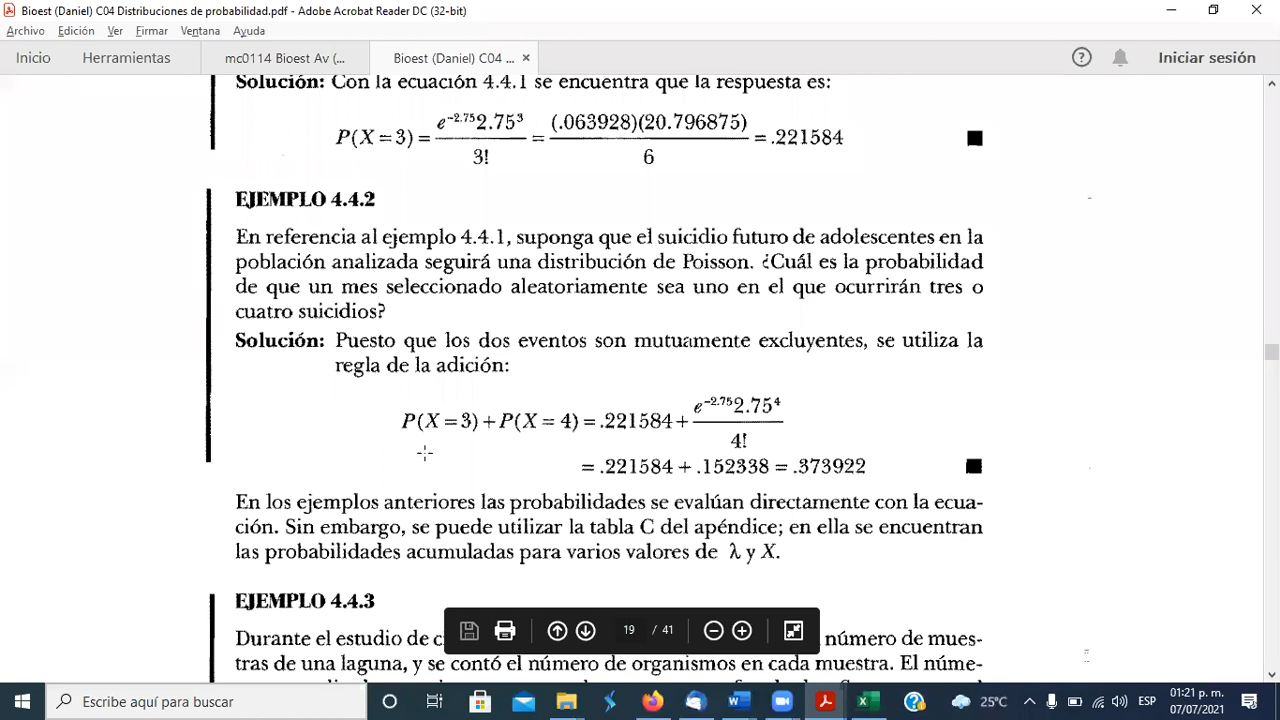 Bioest (Daniel) C04 Distribuciones de probabilidad.pdf - Adobe Acrobat Reader DC (32-bit)
Archivo Edición Ver Firmar Ventana Ayuda
Inicio Herramientas mc0114 Bioest Av (... Bioest (Daniel) C04 ... × Iniciar sesión
Solución: Con la ecuación 4.4.1 se encuentra que la respuesta es:
P(X = 3) = e^-2.75 2.75^3 / 3! = (.063928)(20.796875) / 6 = .221584
EJEMPLO 4.4.2
En referencia al ejemplo 4.4.1, suponga que el suicidio futuro de adolescentes en la
población analizada seguirá una distribución de Poisson. ¿Cuál es la probabilidad
de que un mes seleccionado aleatoriamente sea uno en el que ocurrirán tres o
cuatro suicidios?
Solución: Puesto que los dos eventos son mutuamente excluyentes, se utiliza la
regla de la adición:
P(X = 3) + P(X = 4) = .221584 + e^-2.75 2.75^4 / 4!
= .221584 + .152338 = .373922
En los ejemplos anteriores las probabilidades se evalúan directamente con la ecua-
ción. Sin embargo, se puede utilizar la tabla C del apéndice; en ella se encuentran
las probabilidades acumuladas para varios valores de λ y X.
EJEMPLO 4.4.3
19 / 41
Durante el estudio de número de mues-
tras de una laguna, y se contó el número de organismos en cada muestra. El núme-
Escribe aquí para buscar
25°C ESP 01:21 p. m.
07/07/2021